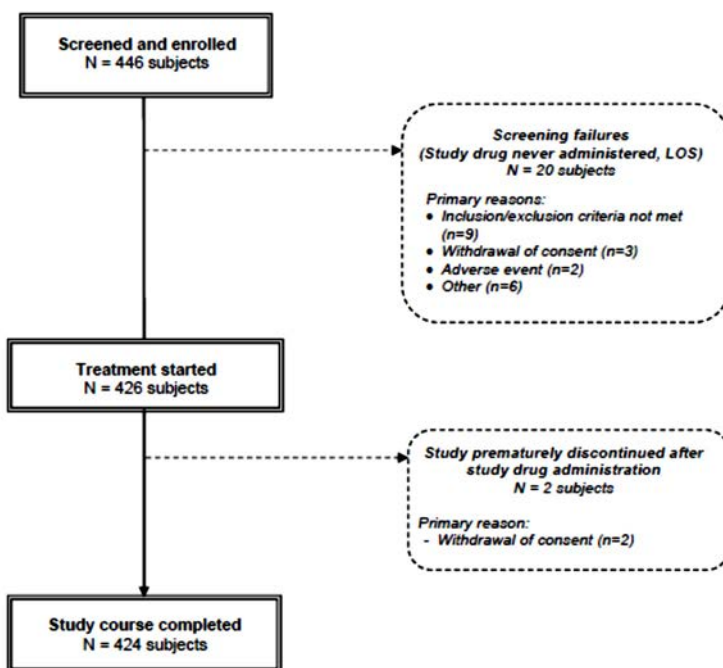 Screened and enrolled
N = 446 subjects
Screening failures
(Study drug never administered, LOS)
N = 20 subjects
Primary reasons:
● Inclusion/exclusion criteria not met
(n=9)
● Withdrawal of consent (n=3)
● Adverse event (n=2)
● Other (n=6)
Treatment started
N = 426 subjects
Study prematurely discontinued after
study drug administration
N = 2 subjects
Primary reason:
- Withdrawal of consent (n=2)
Study course completed
N = 424 subjects